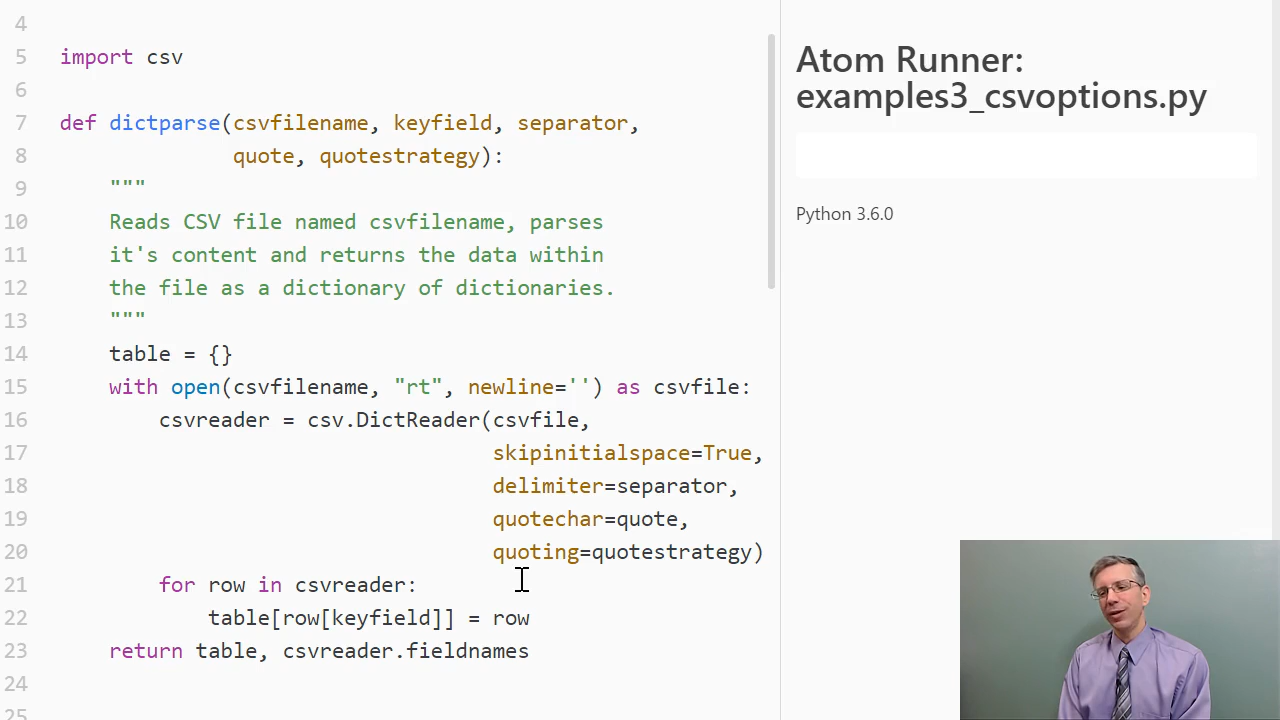 4
5 import csv
6
7 def dictparse(csvfilename, keyfield, separator,
8 quote, quotestrategy):
9 """
10 Reads CSV file named csvfilename, parses
11 it's content and returns the data within
12 the file as a dictionary of dictionaries.
13 """
14 table = {}
15 with open(csvfilename, "rt", newline='') as csvfile:
16 csvreader = csv.DictReader(csvfile,
17 skipinitialspace=True,
18 delimiter=separator,
19 quotechar=quote,
20 quoting=quotestrategy)
21 for row in csvreader:
22 table[row[keyfield]] = row
23 return table, csvreader.fieldnames
24
25
Atom Runner:
examples3_csvoptions.py
Python 3.6.0